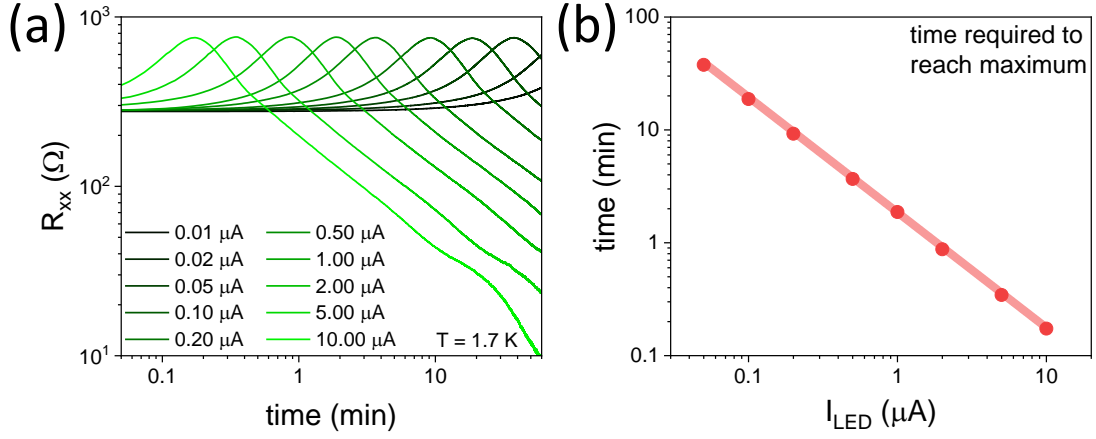 (a)
10³
10²
10¹
R_xx (Ω)
0.01 μA
0.02 μA
0.05 μA
0.10 μA
0.20 μA
0.50 μA
1.00 μA
2.00 μA
5.00 μA
10.00 μA
T = 1.7 K
0.1 1 10
time (min)
(b)
time required to
reach maximum
100
10
1
0.1
time (min)
0.1 1 10
I_LED (μA)